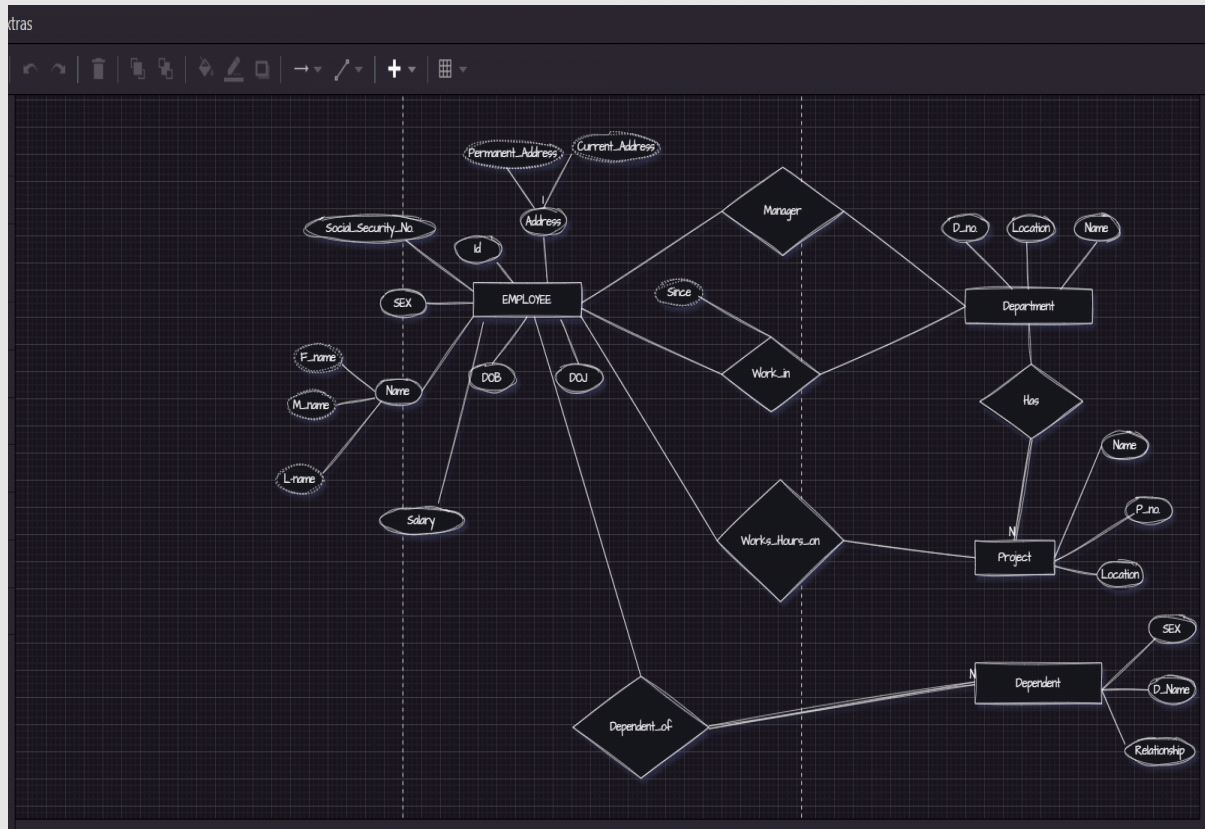 xtras
Permanent_Address
Current_Address
1
Address
Social_Security_No.
Id
SEX
EMPLOYEE
F_name
M_name
L-name
Name
DOB
DOJ
Salary
Manager
Since
Work_in
D_no.
Location
Name
Department
Has
Works_Hours_on
N
Project
Name
P_no.
Location
Dependent_of
N
Dependent
SEX
D_Name
Relationship